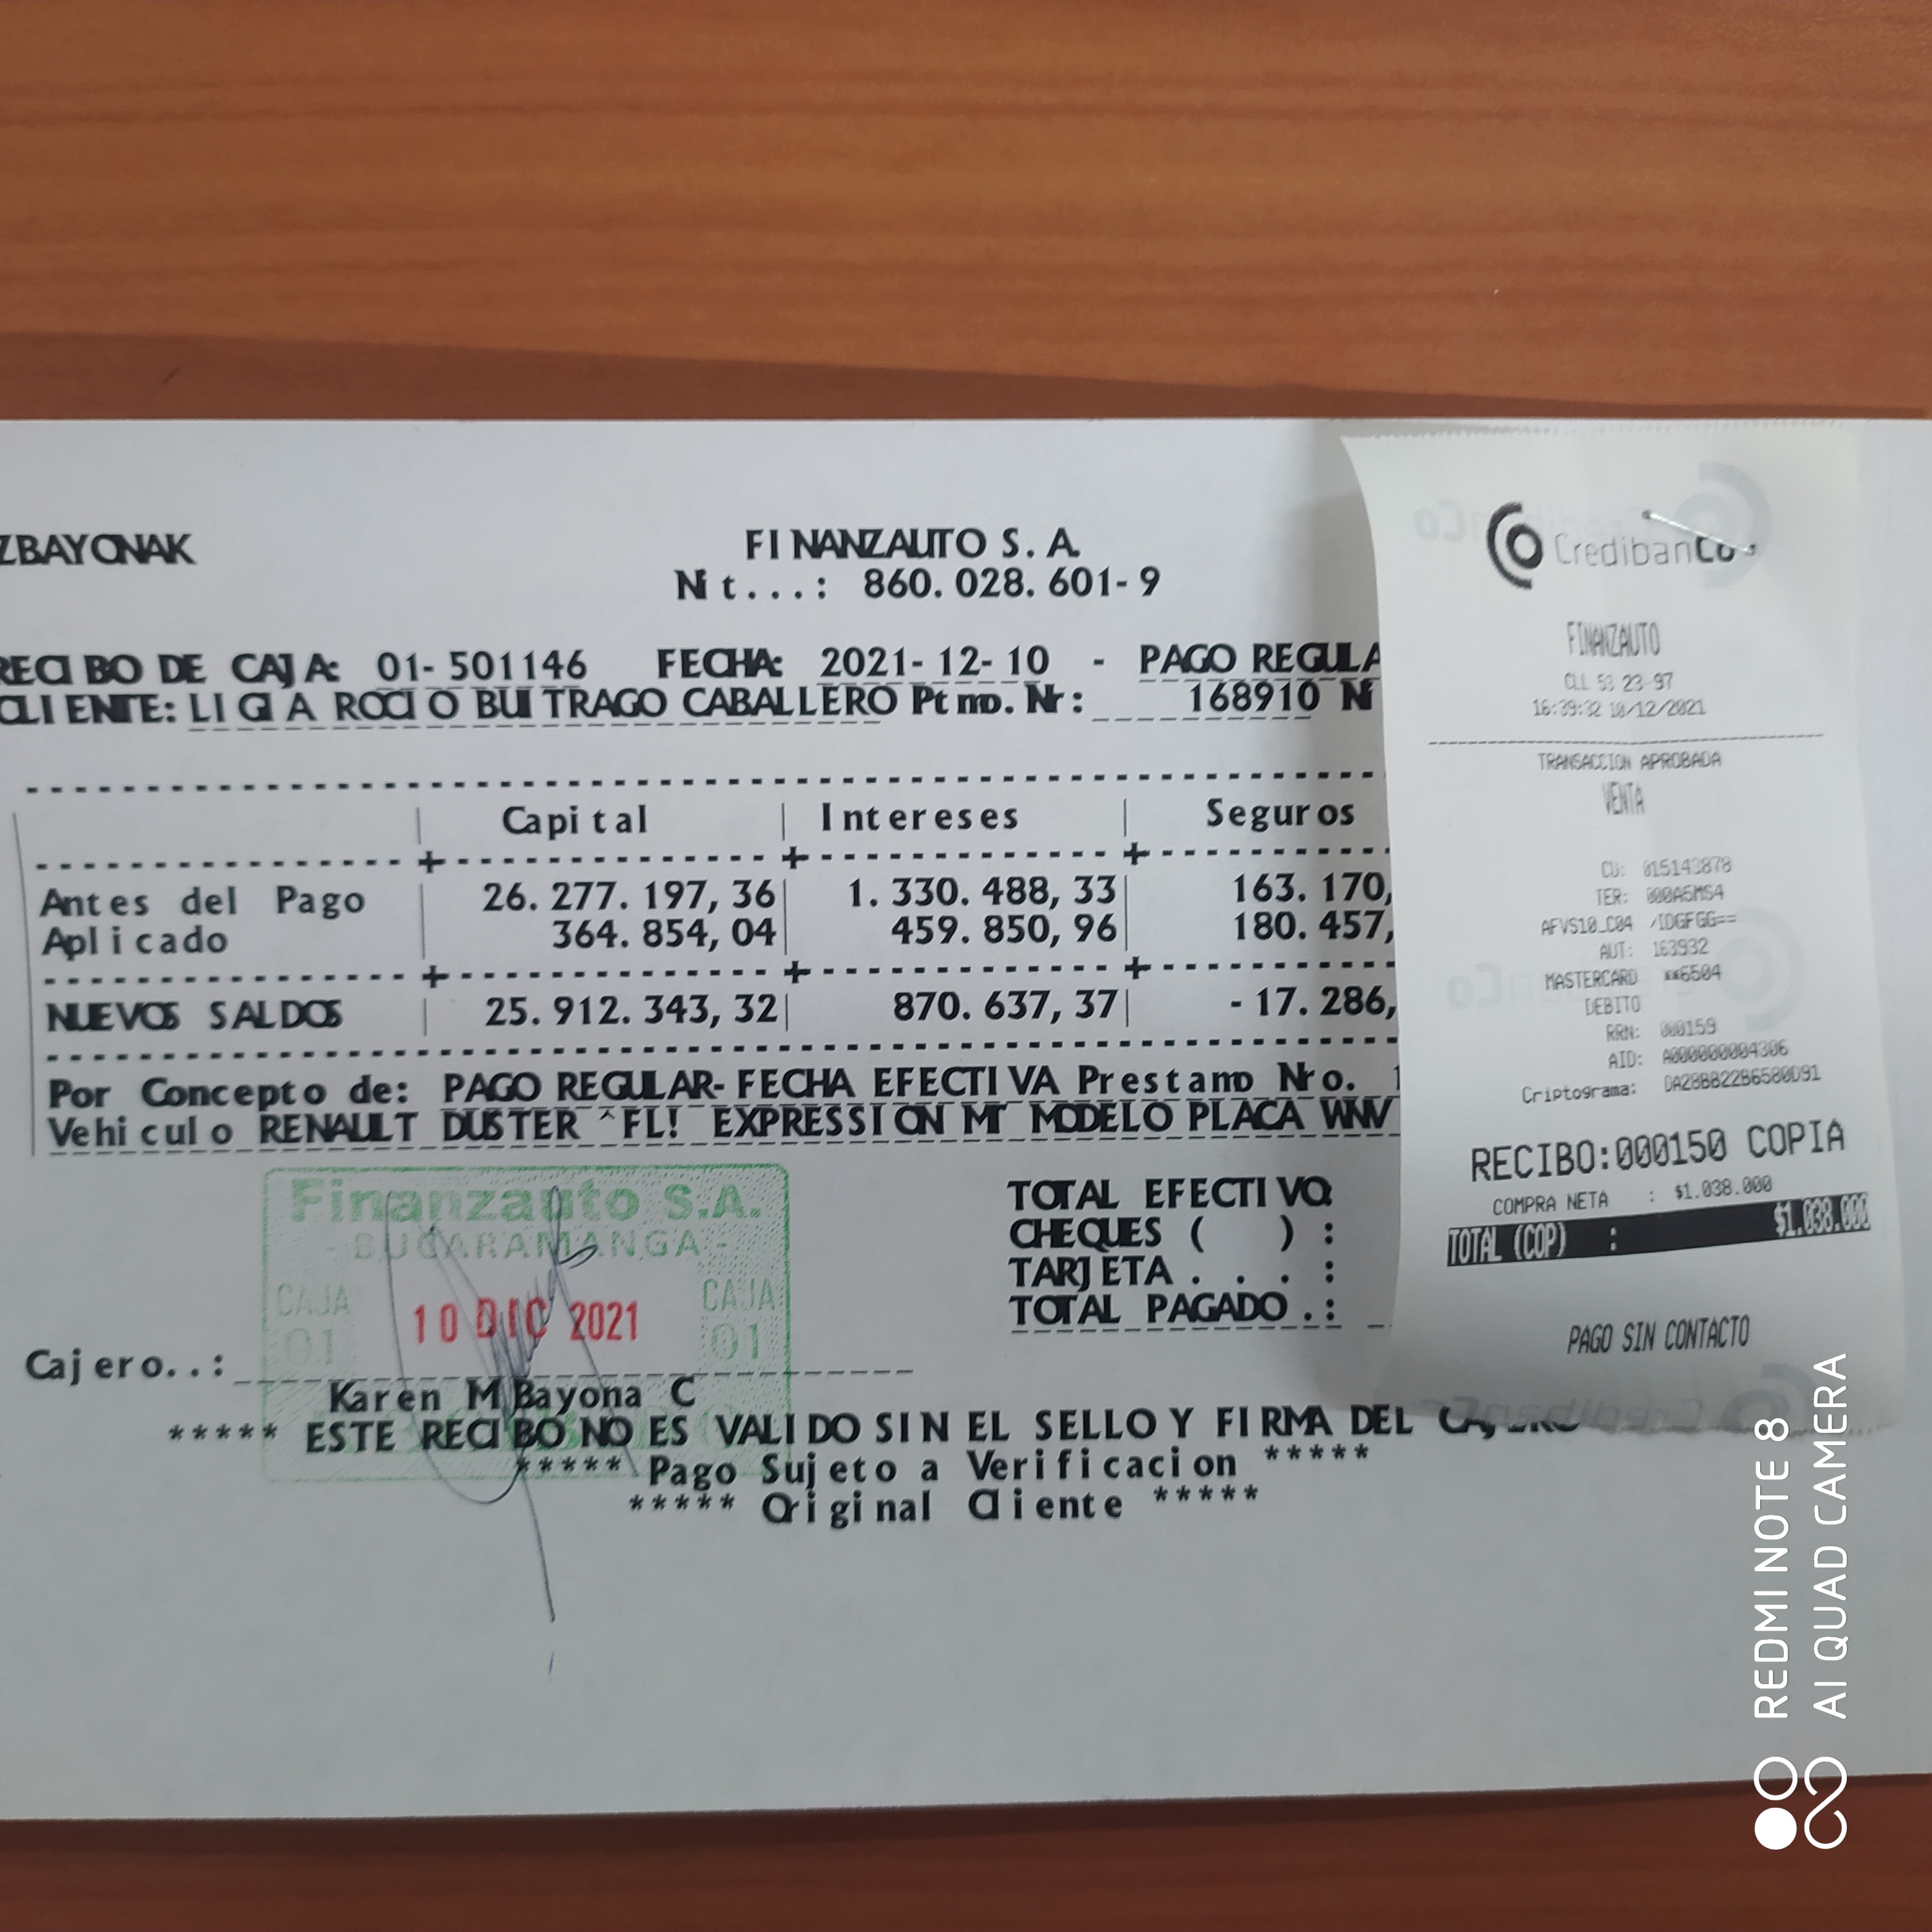 ZBAYONAK
FINANZAUTO S.A.
Nit...: 860.028.601-9
RECIBO DE CAJA: 01-501146 FECHA: 2021-12-10 - PAGO REGULA
CLIENTE: LIGIA ROCIO BUITRAGO CABALLERO Ptmo. Nr: 168910 Ni
Capital | Intereses | Seguros
Antes del Pago | 26.277.197,36 | 1.330.488,33 | 163.170,
Aplicado 364.854,04 | 459.850,96 | 180.457,
NUEVOS SALDOS | 25.912.343,32 | 870.637,37 | -17.286,
Por Concepto de: PAGO REGULAR-FECHA EFECTIVA Prestamo Nro. 1
Vehiculo RENAULT DUSTER ^FL! EXPRESSION MT MODELO PLACA WNV
TOTAL EFECTIVO:
CHEQUES ( ) :
TARJETA . . . :
TOTAL PAGADO .:
Finanzauto S.A.
- BUCARAMANGA -
CAJA 01
10 DIC 2021
CAJA 01
Cajero..:
Karen M Bayona C
***** ESTE RECIBO NO ES VALIDO SIN EL SELLO Y FIRMA DEL CAJERO
***** Pago Sujeto a Verificacion *****
***** Original Cliente *****
CredibanCo
FINANZAUTO
CLL 53 23-97
16:39:32 10/12/2021
TRANSACCION APROBADA
VENTA
CU: 015143878
TER: 000A5MS4
AFVS10_C04 /IDGFGG==
AUT: 163932
MASTERCARD **6504
DEBITO
RRN: 000159
AID: A0000000004306
Criptograma: DA28BB22B6580D91
RECIBO:000150 COPIA
COMPRA NETA : $1.038.000
TOTAL (COP) : $1.038.000
PAGO SIN CONTACTO
REDMI NOTE 8
AI QUAD CAMERA